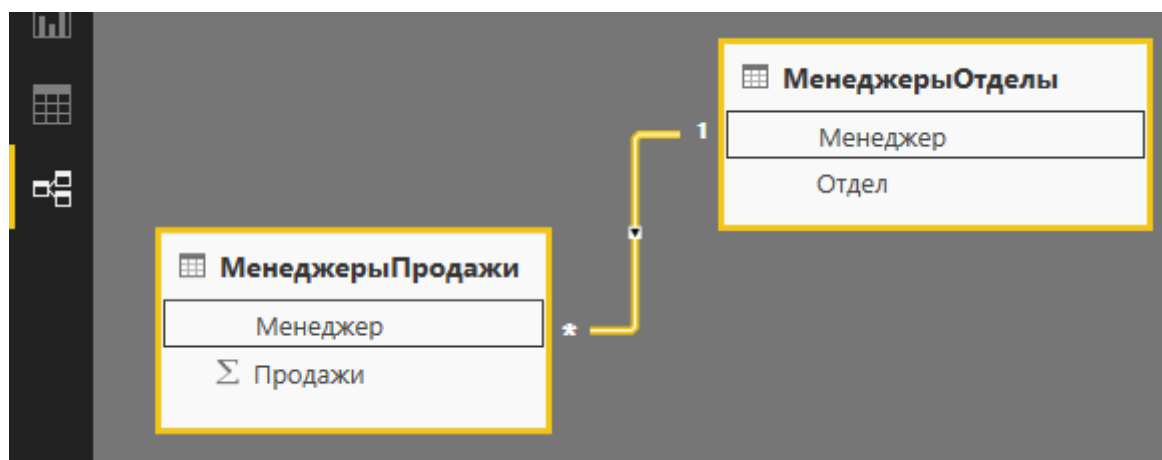 МенеджерыОтделы
1
Менеджер
Отдел
МенеджерыПродажи
Менеджер
*
Σ Продажи